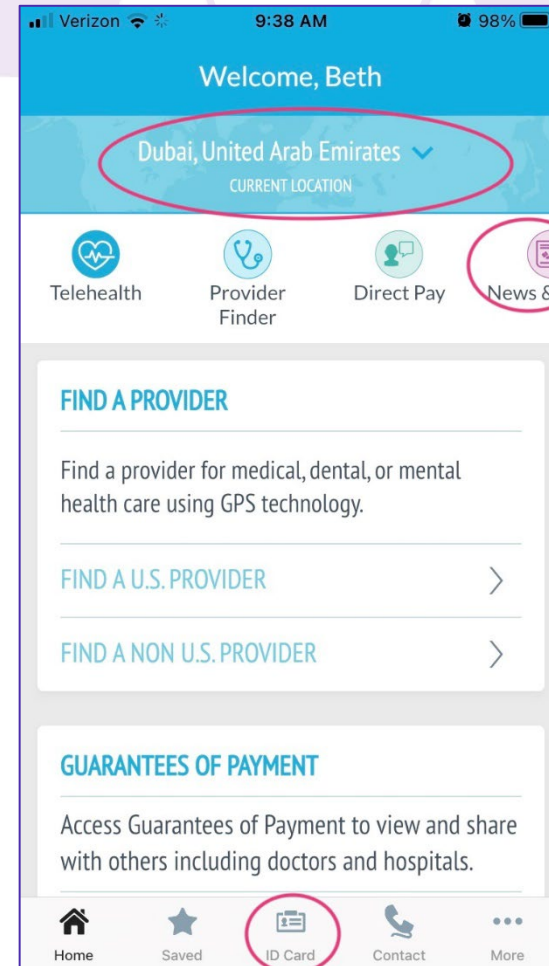 Verizon 9:38 AM 98%
Welcome, Beth
Dubai, United Arab Emirates
CURRENT LOCATION
Telehealth
Provider Finder
Direct Pay
News &
FIND A PROVIDER
Find a provider for medical, dental, or mental
health care using GPS technology.
FIND A U.S. PROVIDER
FIND A NON U.S. PROVIDER
GUARANTEES OF PAYMENT
Access Guarantees of Payment to view and share
with others including doctors and hospitals.
Home Saved ID Card Contact More